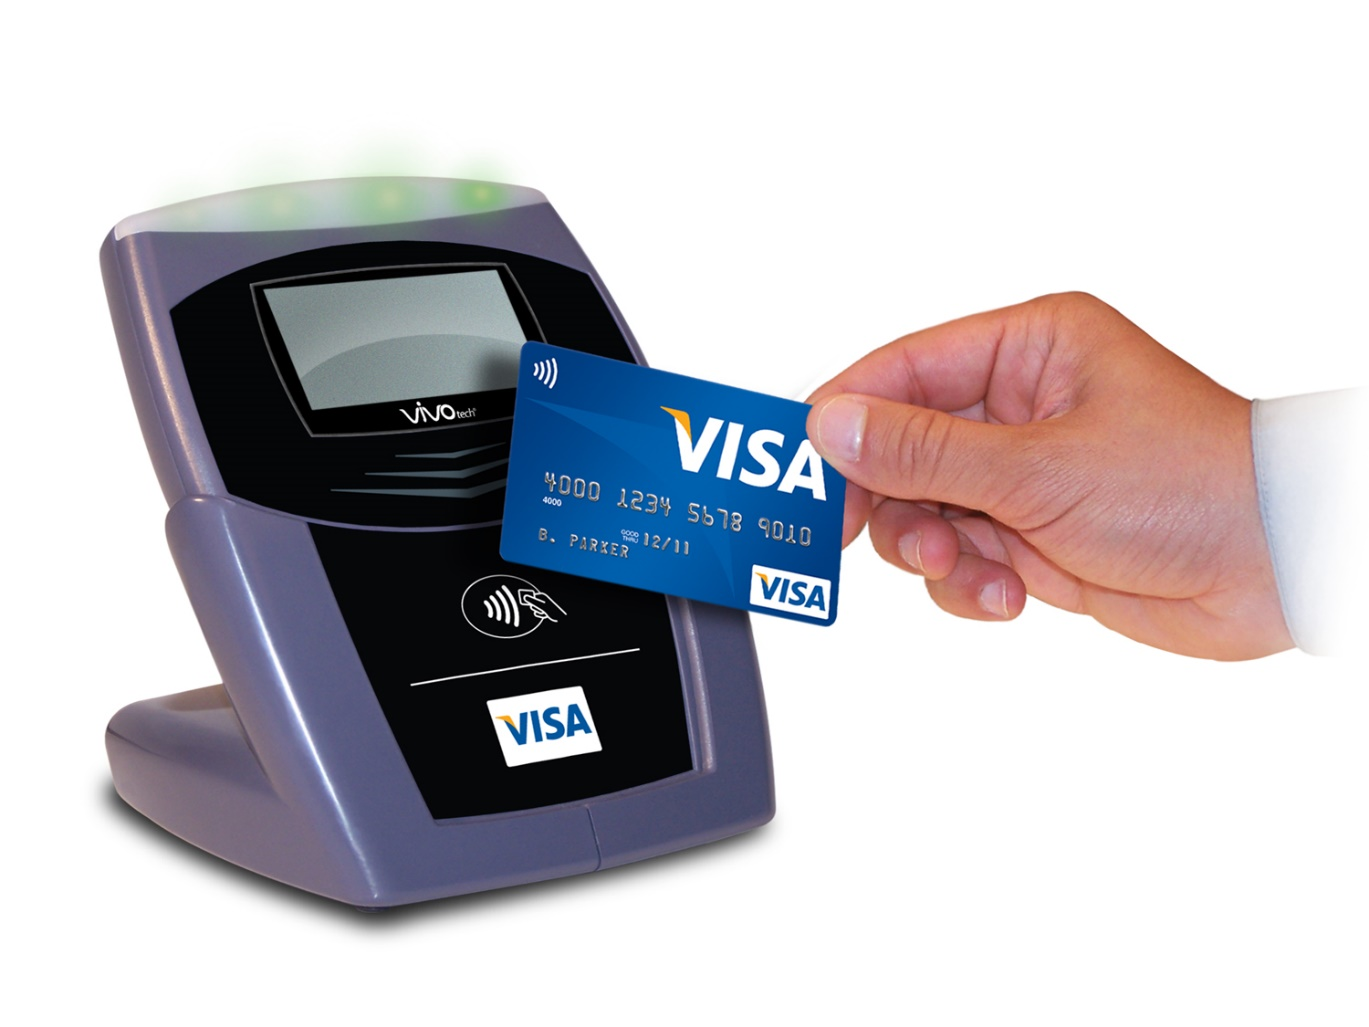 VIVOtech
VISA
4000 1234 5678 9010
4000
GOOD
THRU
12/11
B. PARKER
VISA
VISA